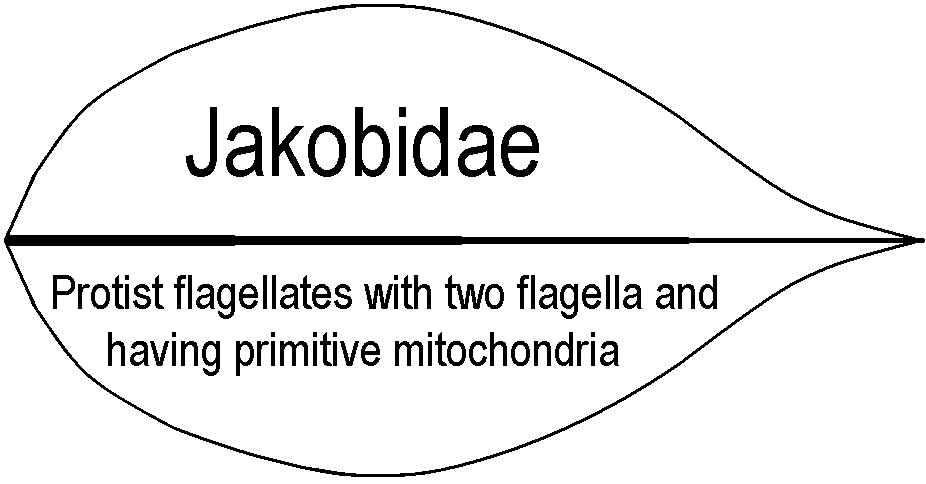 Jakobidae
Protist flagellates with two flagella and
having primitive mitochondria